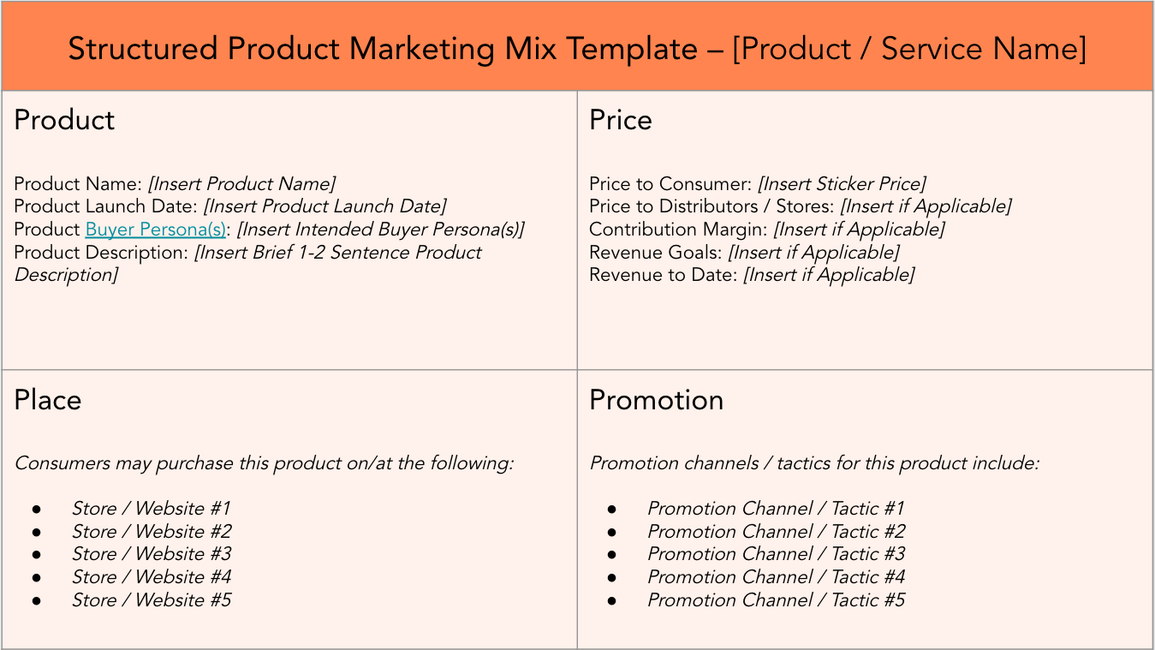 Structured Product Marketing Mix Template – [Product / Service Name]
Product
Product Name: [Insert Product Name]
Product Launch Date: [Insert Product Launch Date]
Product Buyer Persona(s): [Insert Intended Buyer Persona(s)]
Product Description: [Insert Brief 1-2 Sentence Product
Description]
Price
Price to Consumer: [Insert Sticker Price]
Price to Distributors / Stores: [Insert if Applicable]
Contribution Margin: [Insert if Applicable]
Revenue Goals: [Insert if Applicable]
Revenue to Date: [Insert if Applicable]
Place
Consumers may purchase this product on/at the following:
● Store / Website #1
● Store / Website #2
● Store / Website #3
● Store / Website #4
● Store / Website #5
Promotion
Promotion channels / tactics for this product include:
● Promotion Channel / Tactic #1
● Promotion Channel / Tactic #2
● Promotion Channel / Tactic #3
● Promotion Channel / Tactic #4
● Promotion Channel / Tactic #5